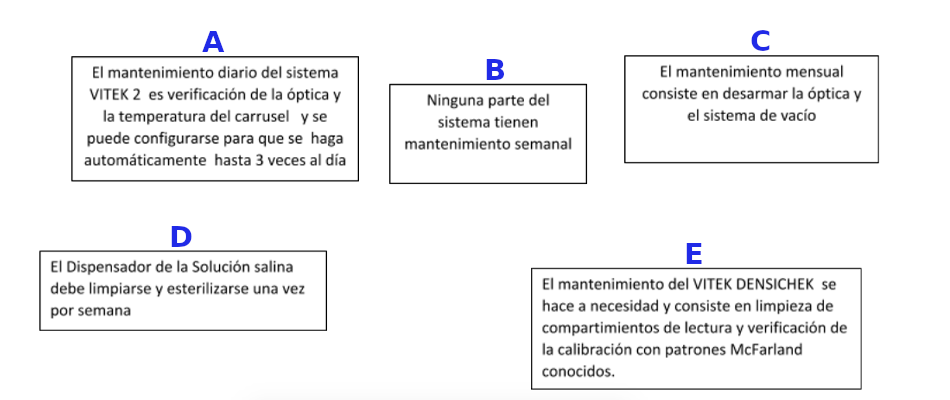 A
El mantenimiento diario del sistema
VITEK 2 es verificación de la óptica y
la temperatura del carrusel y se
puede configurarse para que se haga
automáticamente hasta 3 veces al día
B
Ninguna parte del
sistema tienen
mantenimiento semanal
C
El mantenimiento mensual
consiste en desarmar la óptica y
el sistema de vacío
D
El Dispensador de la Solución salina
debe limpiarse y esterilizarse una vez
por semana
E
El mantenimiento del VITEK DENSICHEK se
hace a necesidad y consiste en limpieza de
compartimientos de lectura y verificación de
la calibración con patrones McFarland
conocidos.